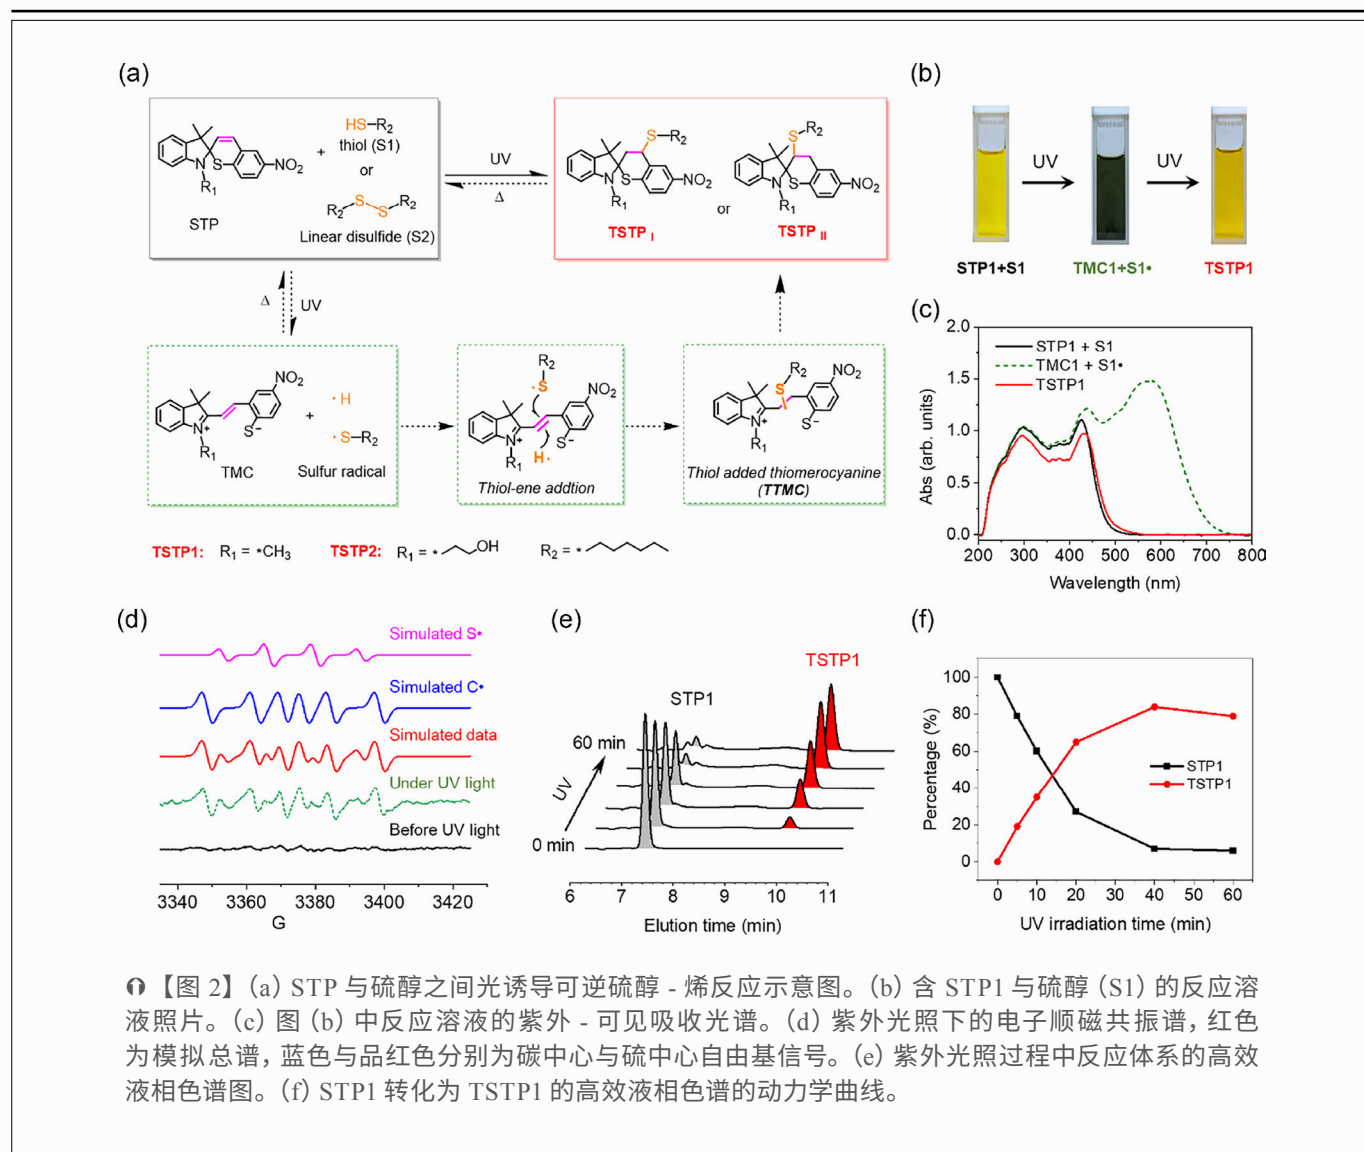 (a)
HS-R2
thiol (S1)
or
R2 S S R2
Linear disulfide (S2)
+
N
R1
S
NO2
STP
UV
Δ
S R2
N
R1
S
NO2
TSTP I
or
S R2
N
R1
S
NO2
TSTP II
Δ
UV
NO2
N+
R1
S−
TMC
+
·H
·S-R2
Sulfur radical
R2
·S
NO2
N+
R1
S−
H·
Thiol-ene addtion
R2
S
NO2
N+
R1
S−
Thiol added thiomerocyanine
(TTMC)
TSTP1: R1 = *CH3
TSTP2: R1 = * OH
R2 = *
(b)
UV
UV
STP1+S1
TMC1+S1•
TSTP1
(c)
Abs (arb. units)
2.0
1.5
1.0
0.5
0.0
STP1 + S1
TMC1 + S1•
TSTP1
200 300 400 500 600 700 800
Wavelength (nm)
(d)
Simulated S•
Simulated C•
Simulated data
Under UV light
Before UV light
3340 3360 3380 3400 3420
G
(e)
TSTP1
STP1
60 min
UV
0 min
6 7 8 9 10 11
Elution time (min)
(f)
Percentage (%)
100
80
60
40
20
0
STP1
TSTP1
0 10 20 30 40 50 60
UV irradiation time (min)
【图 2】(a) STP 与硫醇之间光诱导可逆硫醇 - 烯反应示意图。(b) 含 STP1 与硫醇 (S1) 的反应溶
液照片。(c) 图 (b) 中反应溶液的紫外 - 可见吸收光谱。(d) 紫外光照下的电子顺磁共振谱，红色
为模拟总谱，蓝色与品红色分别为碳中心与硫中心自由基信号。(e) 紫外光照过程中反应体系的高效
液相色谱图。(f) STP1 转化为 TSTP1 的高效液相色谱的动力学曲线。